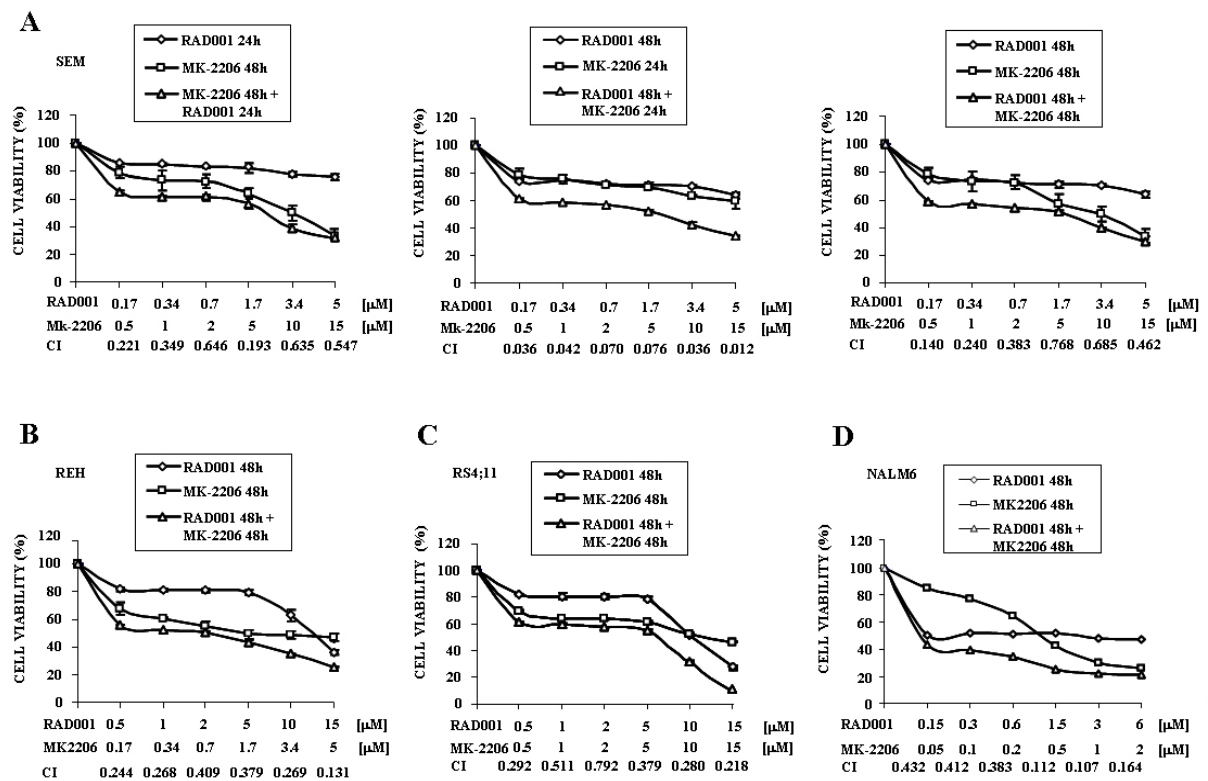 A
SEM
RAD001 24h
MK-2206 48h
MK-2206 48h +
RAD001 24h
CELL VIABILITY (%)
120
100
80
60
40
20
0
RAD001 0.17 0.34 0.7 1.7 3.4 5 [µM]
Mk-2206 0.5 1 2 5 10 15 [µM]
CI 0.221 0.349 0.646 0.193 0.635 0.547
RAD001 48h
MK-2206 24h
RAD001 48h +
MK-2206 24h
CELL VIABILITY (%)
120
100
80
60
40
20
0
RAD001 0.17 0.34 0.7 1.7 3.4 5 [µM]
Mk-2206 0.5 1 2 5 10 15 [µM]
CI 0.036 0.042 0.070 0.076 0.036 0.012
RAD001 48h
MK-2206 48h
RAD001 48h +
MK-2206 48h
CELL VIABILITY (%)
120
100
80
60
40
20
0
RAD001 0.17 0.34 0.7 1.7 3.4 5 [µM]
Mk-2206 0.5 1 2 5 10 15 [µM]
CI 0.140 0.240 0.383 0.768 0.685 0.462
B
REH
RAD001 48h
MK-2206 48h
RAD001 48h +
MK-2206 48h
CELL VIABILITY (%)
120
100
80
60
40
20
0
RAD001 0.5 1 2 5 10 15 [µM]
MK2206 0.17 0.34 0.7 1.7 3.4 5 [µM]
CI 0.244 0.268 0.409 0.379 0.269 0.131
C
RS4;11
RAD001 48h
MK-2206 48h
RAD001 48h +
MK-2206 48h
CELL VIABILITY (%)
120
100
80
60
40
20
0
RAD001 0.5 1 2 5 10 15 [µM]
MK-2206 0.5 1 2 5 10 15 [µM]
CI 0.292 0.511 0.792 0.379 0.280 0.218
D
NALM6
RAD001 48h
MK2206 48h
RAD001 48h +
MK2206 48h
CELL VIABILITY (%)
120
100
80
60
40
20
0
RAD001 0.15 0.3 0.6 1.5 3 6 [µM]
MK-2206 0.05 0.1 0.2 0.5 1 2 [µM]
CI 0.432 0.412 0.383 0.112 0.107 0.164